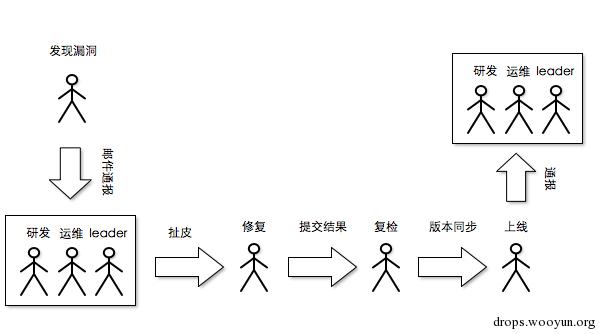 发现漏洞
邮件通报
研发 运维 leader
扯皮
修复
提交结果
复检
版本同步
上线
通报
研发 运维 leader
drops.wooyun.org